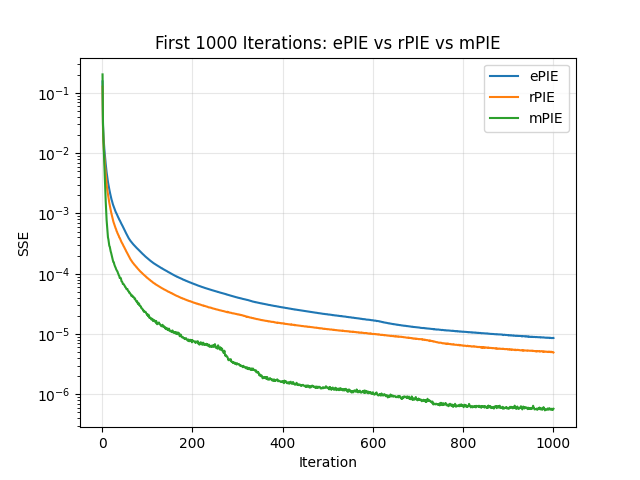 First 1000 Iterations: ePIE vs rPIE vs mPIE
ePIE
rPIE
mPIE
SSE
10⁻¹
10⁻²
10⁻³
10⁻⁴
10⁻⁵
10⁻⁶
0 200 400 600 800 1000
Iteration